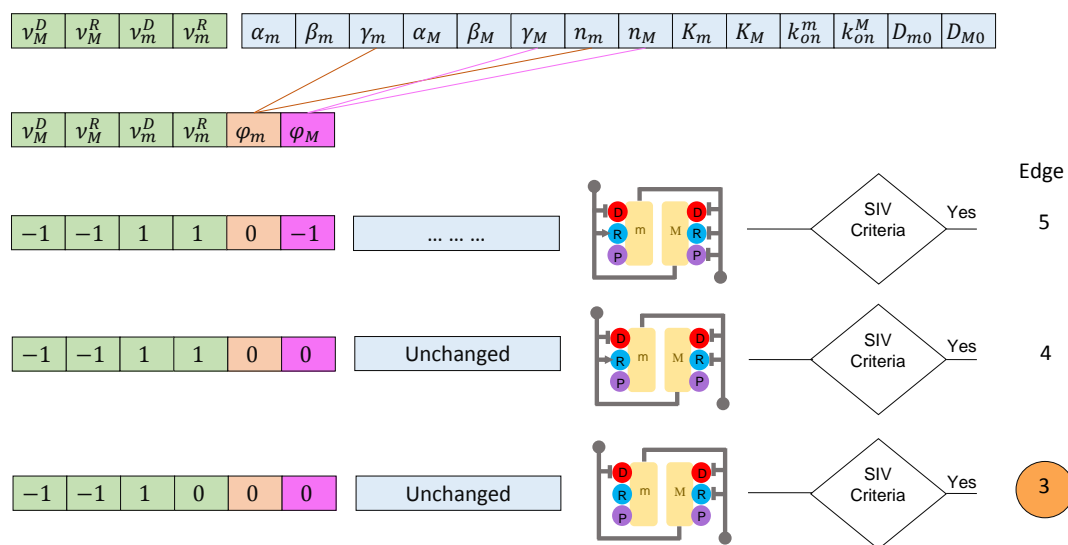 ν_M^D ν_M^R ν_m^D ν_m^R α_m β_m γ_m α_M β_M γ_M n_m n_M K_m K_M k_on^m k_on^M D_m0 D_M0
ν_M^D ν_M^R ν_m^D ν_m^R φ_m φ_M
Edge
−1 −1 1 1 0 −1 … … … D R P m M D R P SIV Yes 5
Criteria
−1 −1 1 1 0 0 Unchanged D R P m M D R P SIV Yes 4
Criteria
−1 −1 1 0 0 0 Unchanged D R P m M D R P SIV Yes 3
Criteria